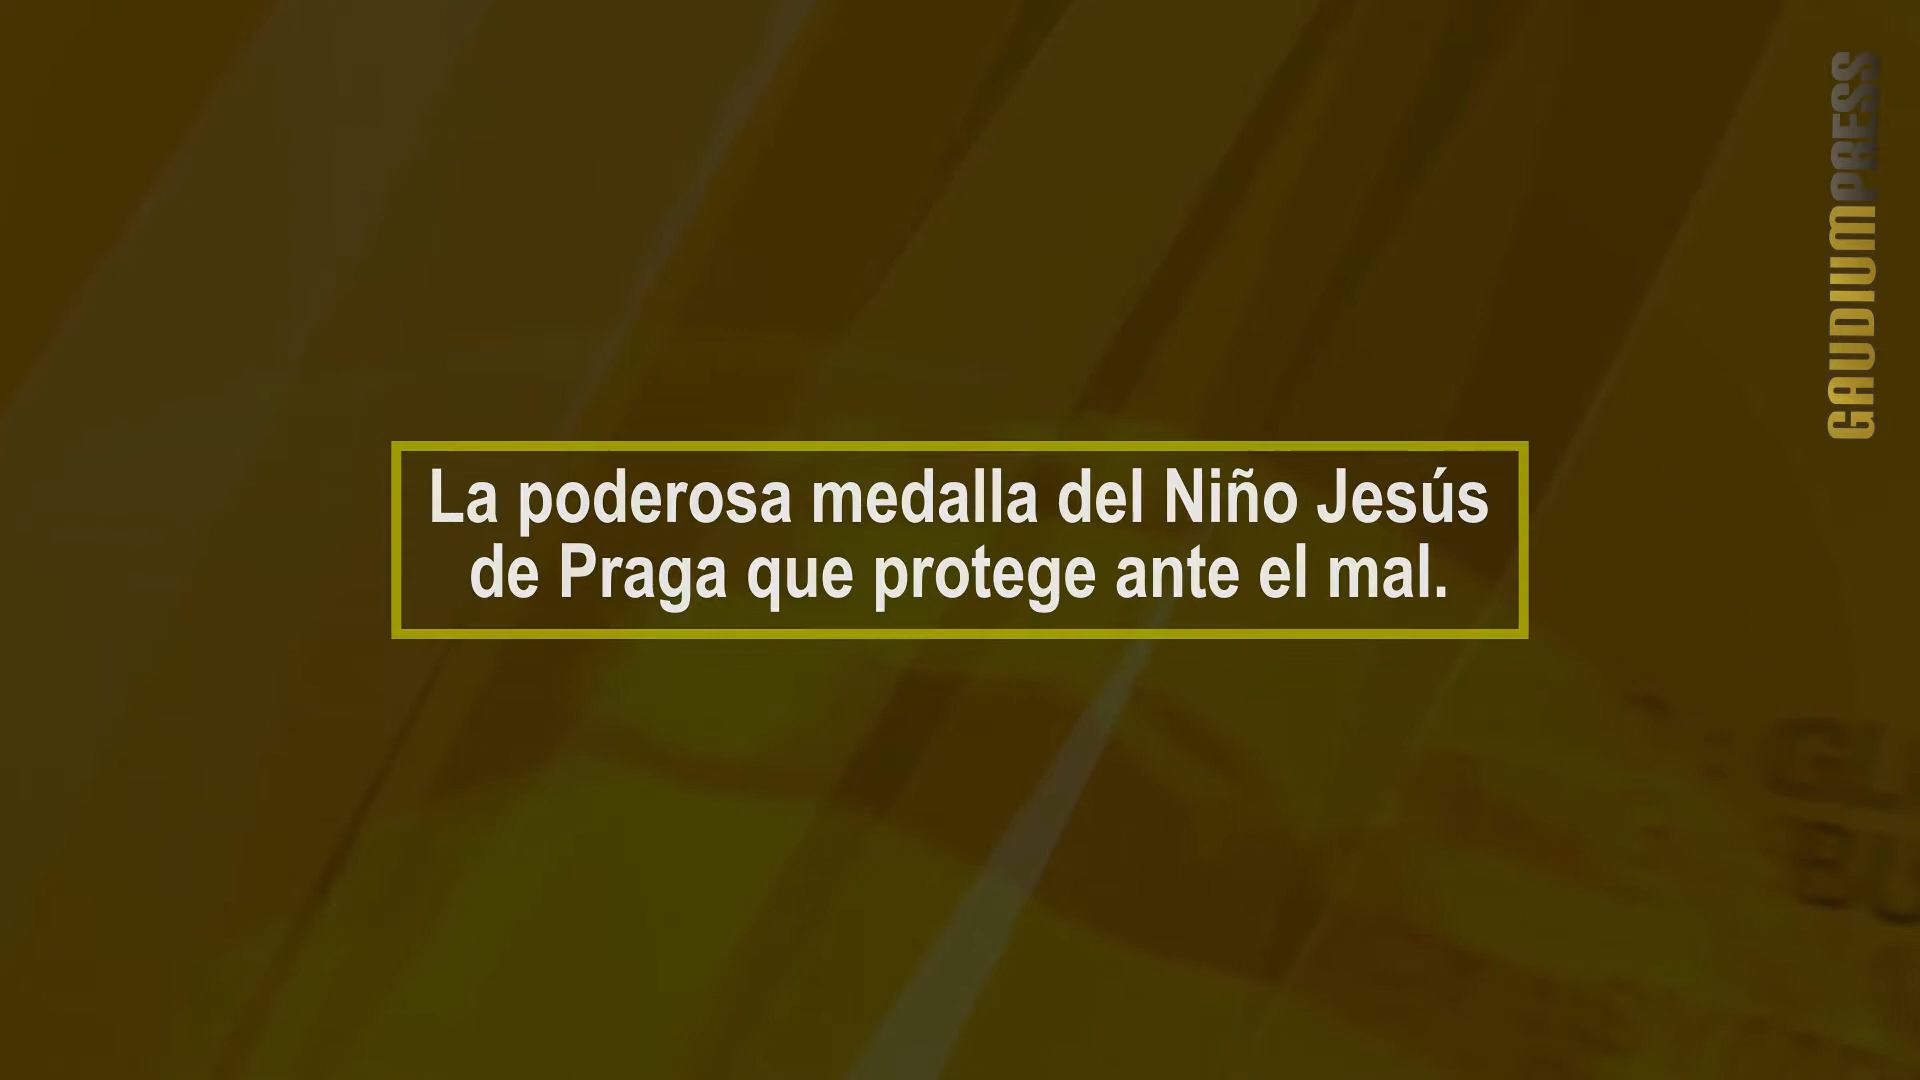 La poderosa medalla del Niño Jesús
de Praga que protege ante el mal.
GAUDIUMPRESS